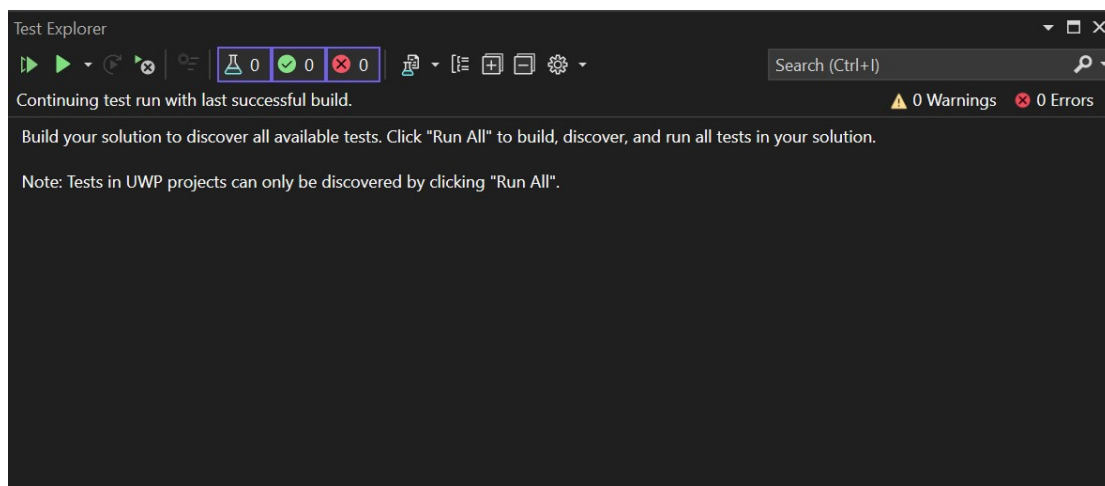 Test Explorer
0 0 0 Search (Ctrl+I)
Continuing test run with last successful build. 0 Warnings 0 Errors
Build your solution to discover all available tests. Click "Run All" to build, discover, and run all tests in your solution.
Note: Tests in UWP projects can only be discovered by clicking "Run All".